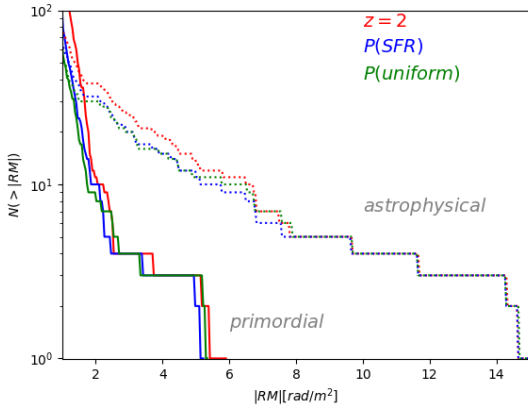 10²
z = 2
P(SFR)
P(uniform)
N(> |RM|)
10¹
astrophysical
primordial
10⁰
2 4 6 8 10 12 14
|RM|[rad/m²]